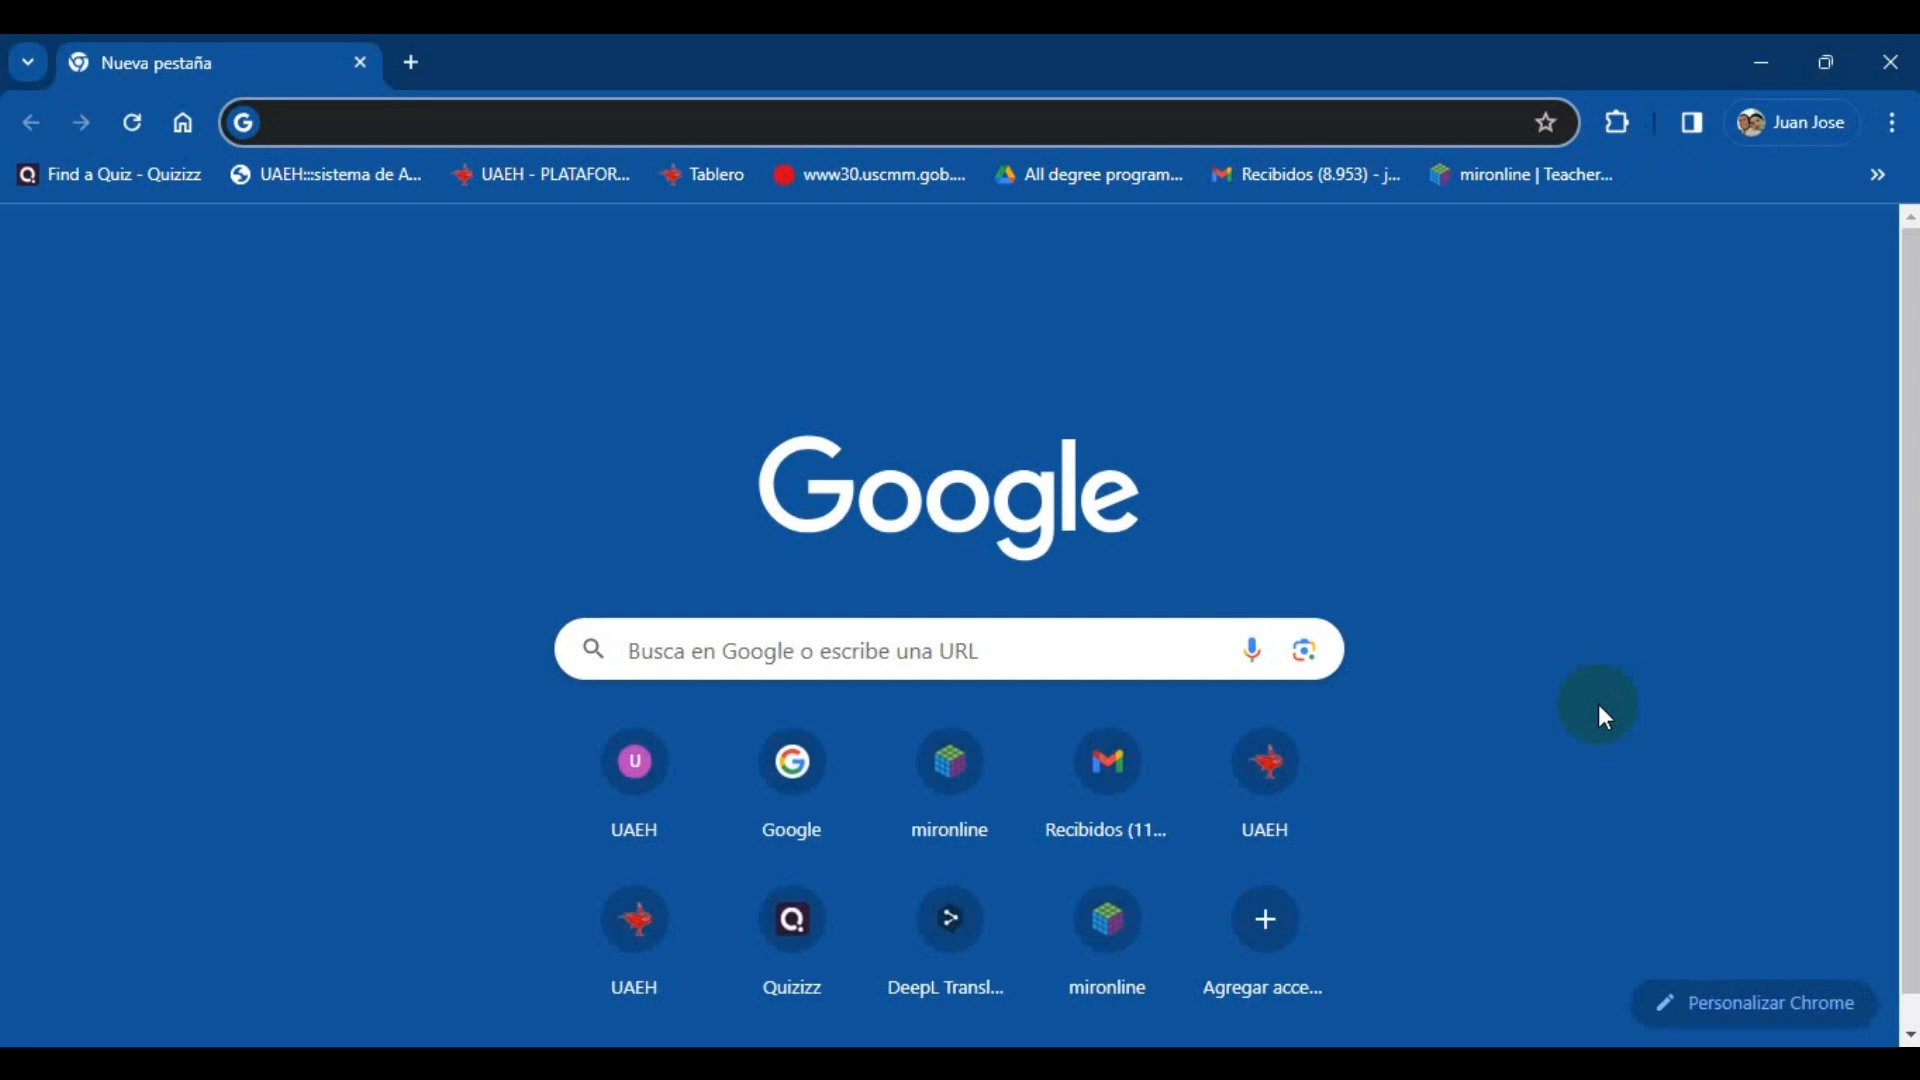 Nueva pestaña
Juan Jose
Find a Quiz - Quizizz UAEH:::sistema de A... UAEH - PLATAFOR... Tablero www30.uscmm.gob.... All degree program... Recibidos (8.953) - j... mironline | Teacher...
Google
Busca en Google o escribe una URL
U
UAEH Google mironline Recibidos (11... UAEH
UAEH Quizizz DeepL Transl... mironline Agregar acce...
Personalizar Chrome